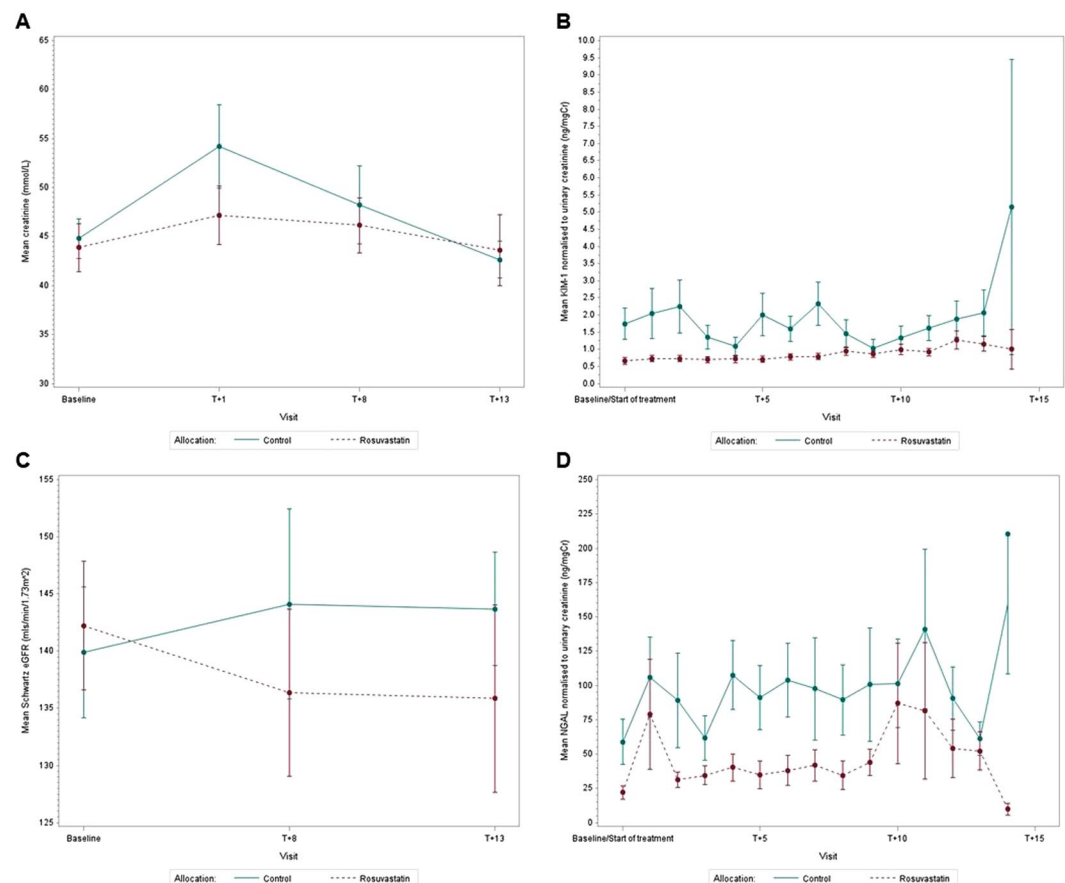 A
Mean creatinine (mmol/L)
65
60
55
50
45
40
35
30
Baseline
T+1
T+8
T+13
Visit
Allocation: Control Rosuvastatin
B
Mean KIM-1 normalised to urinary creatinine (ng/mgCr)
10.0
9.5
9.0
8.5
8.0
7.5
7.0
6.5
6.0
5.5
5.0
4.5
4.0
3.5
3.0
2.5
2.0
1.5
1.0
0.5
0.0
Baseline/Start of treatment
T+5
T+10
T+15
Visit
Allocation: Control Rosuvastatin
C
Mean Schwartz eGFR (mls/min/1.73m^2)
155
150
145
140
135
130
125
Baseline
T+8
T+13
Visit
Allocation: Control Rosuvastatin
D
Mean NGAL normalised to urinary creatinine (ng/mgCr)
250
225
200
175
150
125
100
75
50
25
0
Baseline/Start of treatment
T+5
T+10
T+15
Visit
Allocation: Control Rosuvastatin